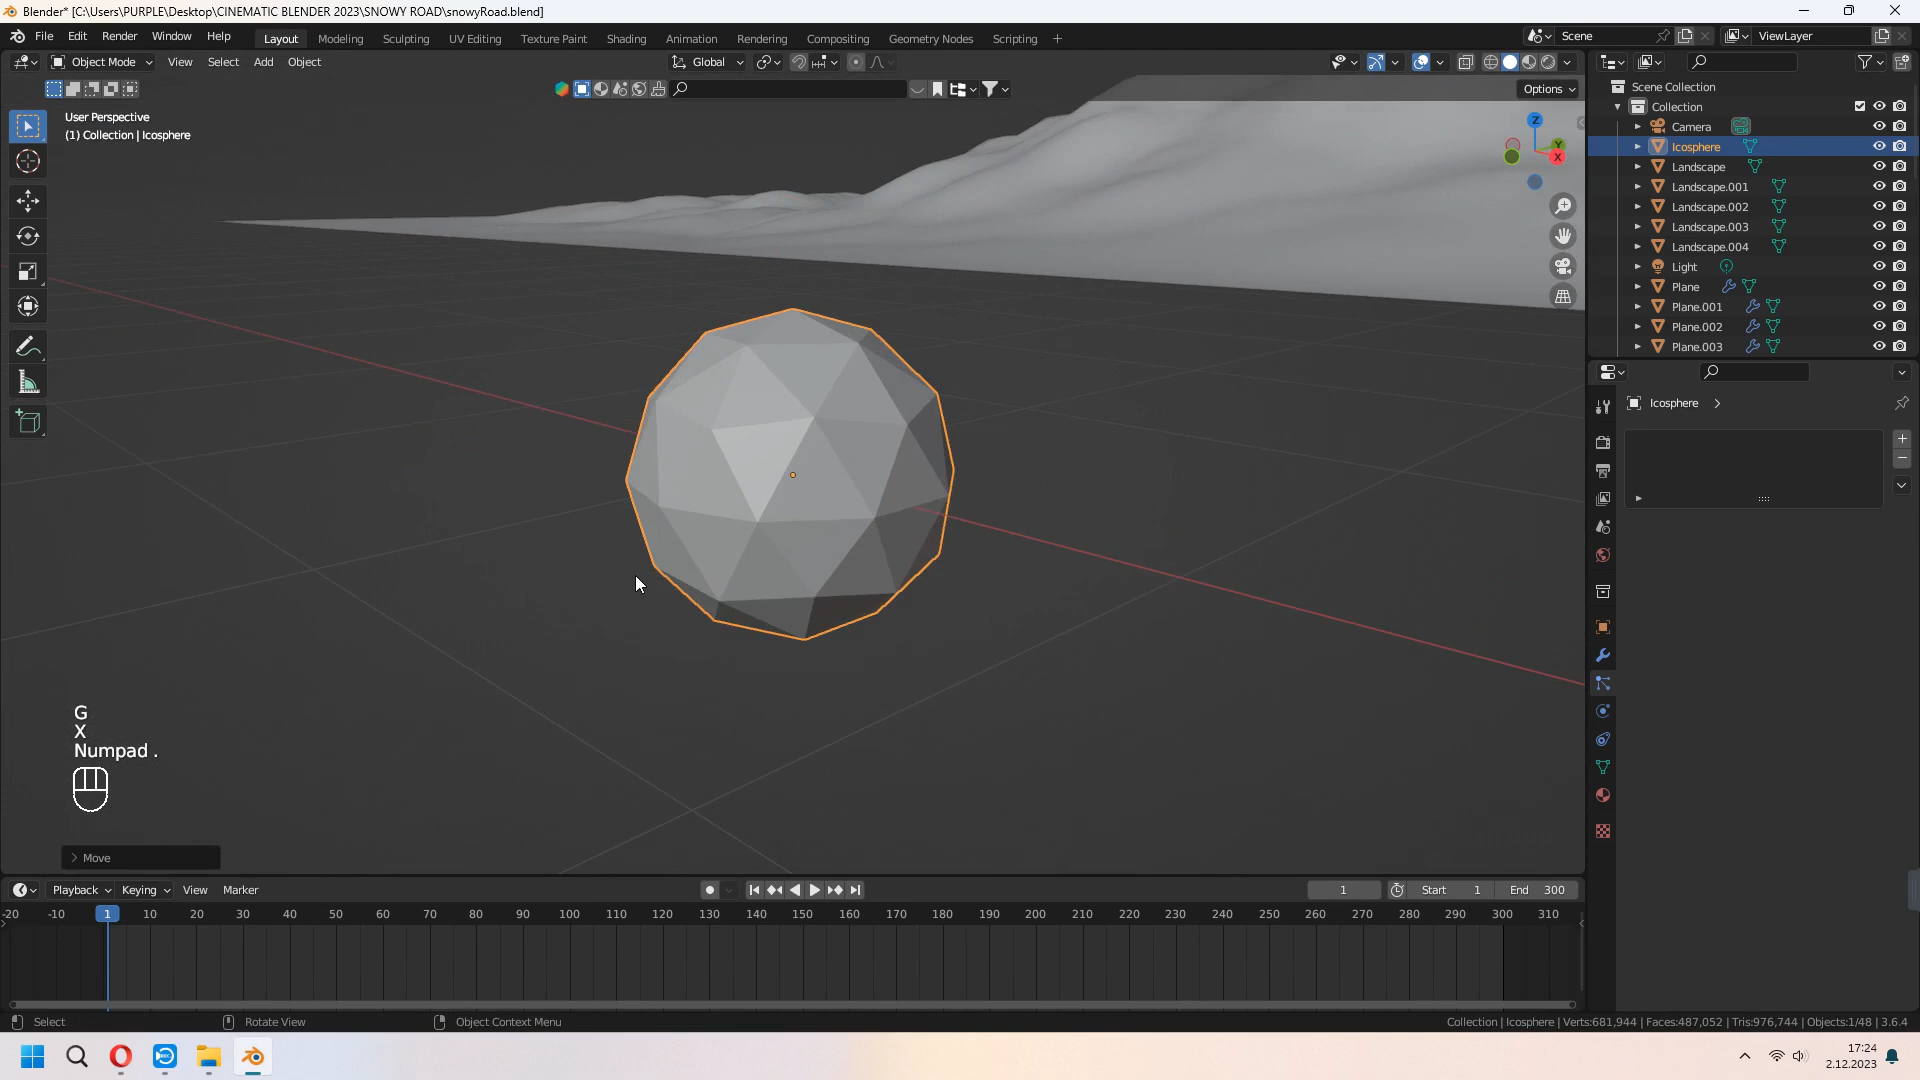 Blender* [C:\Users\PURPLE\Desktop\CINEMATIC BLENDER 2023\SNOWY ROAD\snowyRoad.blend]
File Edit Render Window Help Layout Modeling Sculpting UV Editing Texture Paint Shading Animation Rendering Compositing Geometry Nodes Scripting + Scene ViewLayer
Object Mode View Select Add Object Global
Options
User Perspective
(1) Collection | Icosphere
Z
Y
X
Scene Collection
Collection
Camera
Icosphere
Landscape
Landscape.001
Landscape.002
Landscape.003
Landscape.004
Light
Plane
Plane.001
Plane.002
Plane.003
Icosphere
G
X
Numpad .
Move
Playback Keying View Marker 1 Start 1 End 300
-20 -10 1 10 20 30 40 50 60 70 80 90 100 110 120 130 140 150 160 170 180 190 200 210 220 230 240 250 260 270 280 290 300 310
Select Rotate View Object Context Menu Collection | Icosphere | Verts:681,944 | Faces:487,052 | Tris:976,744 | Objects:1/48 | 3.6.4
17:24
2.12.2023